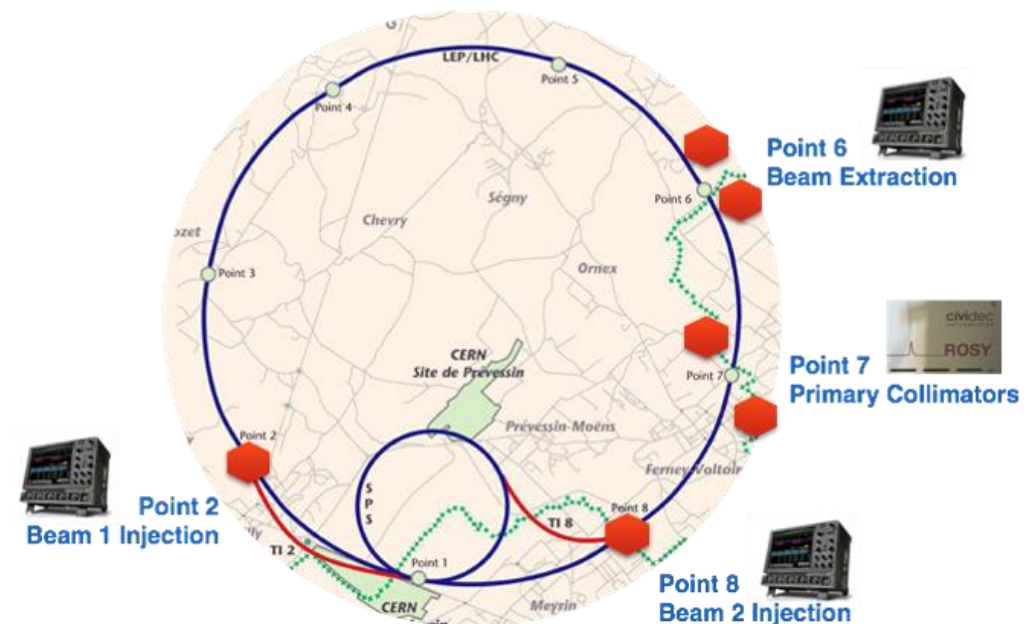 LEP/LHC
Point 5
Point 4
Point 6
Beam Extraction
Point 6
Ségny
Chevry
ozet
Ornex
Point 3
cividec
ROSY
CERN
Site de Prévessin
Point 7
Point 7
Primary Collimators
Prévessin-Moëns
Point 2
Ferney-Voltair
SPS
Point 8
Point 2
Beam 1 Injection
TI 8
lly
TI 2
Point 1
Point 8
Beam 2 Injection
CERN
Meyrin